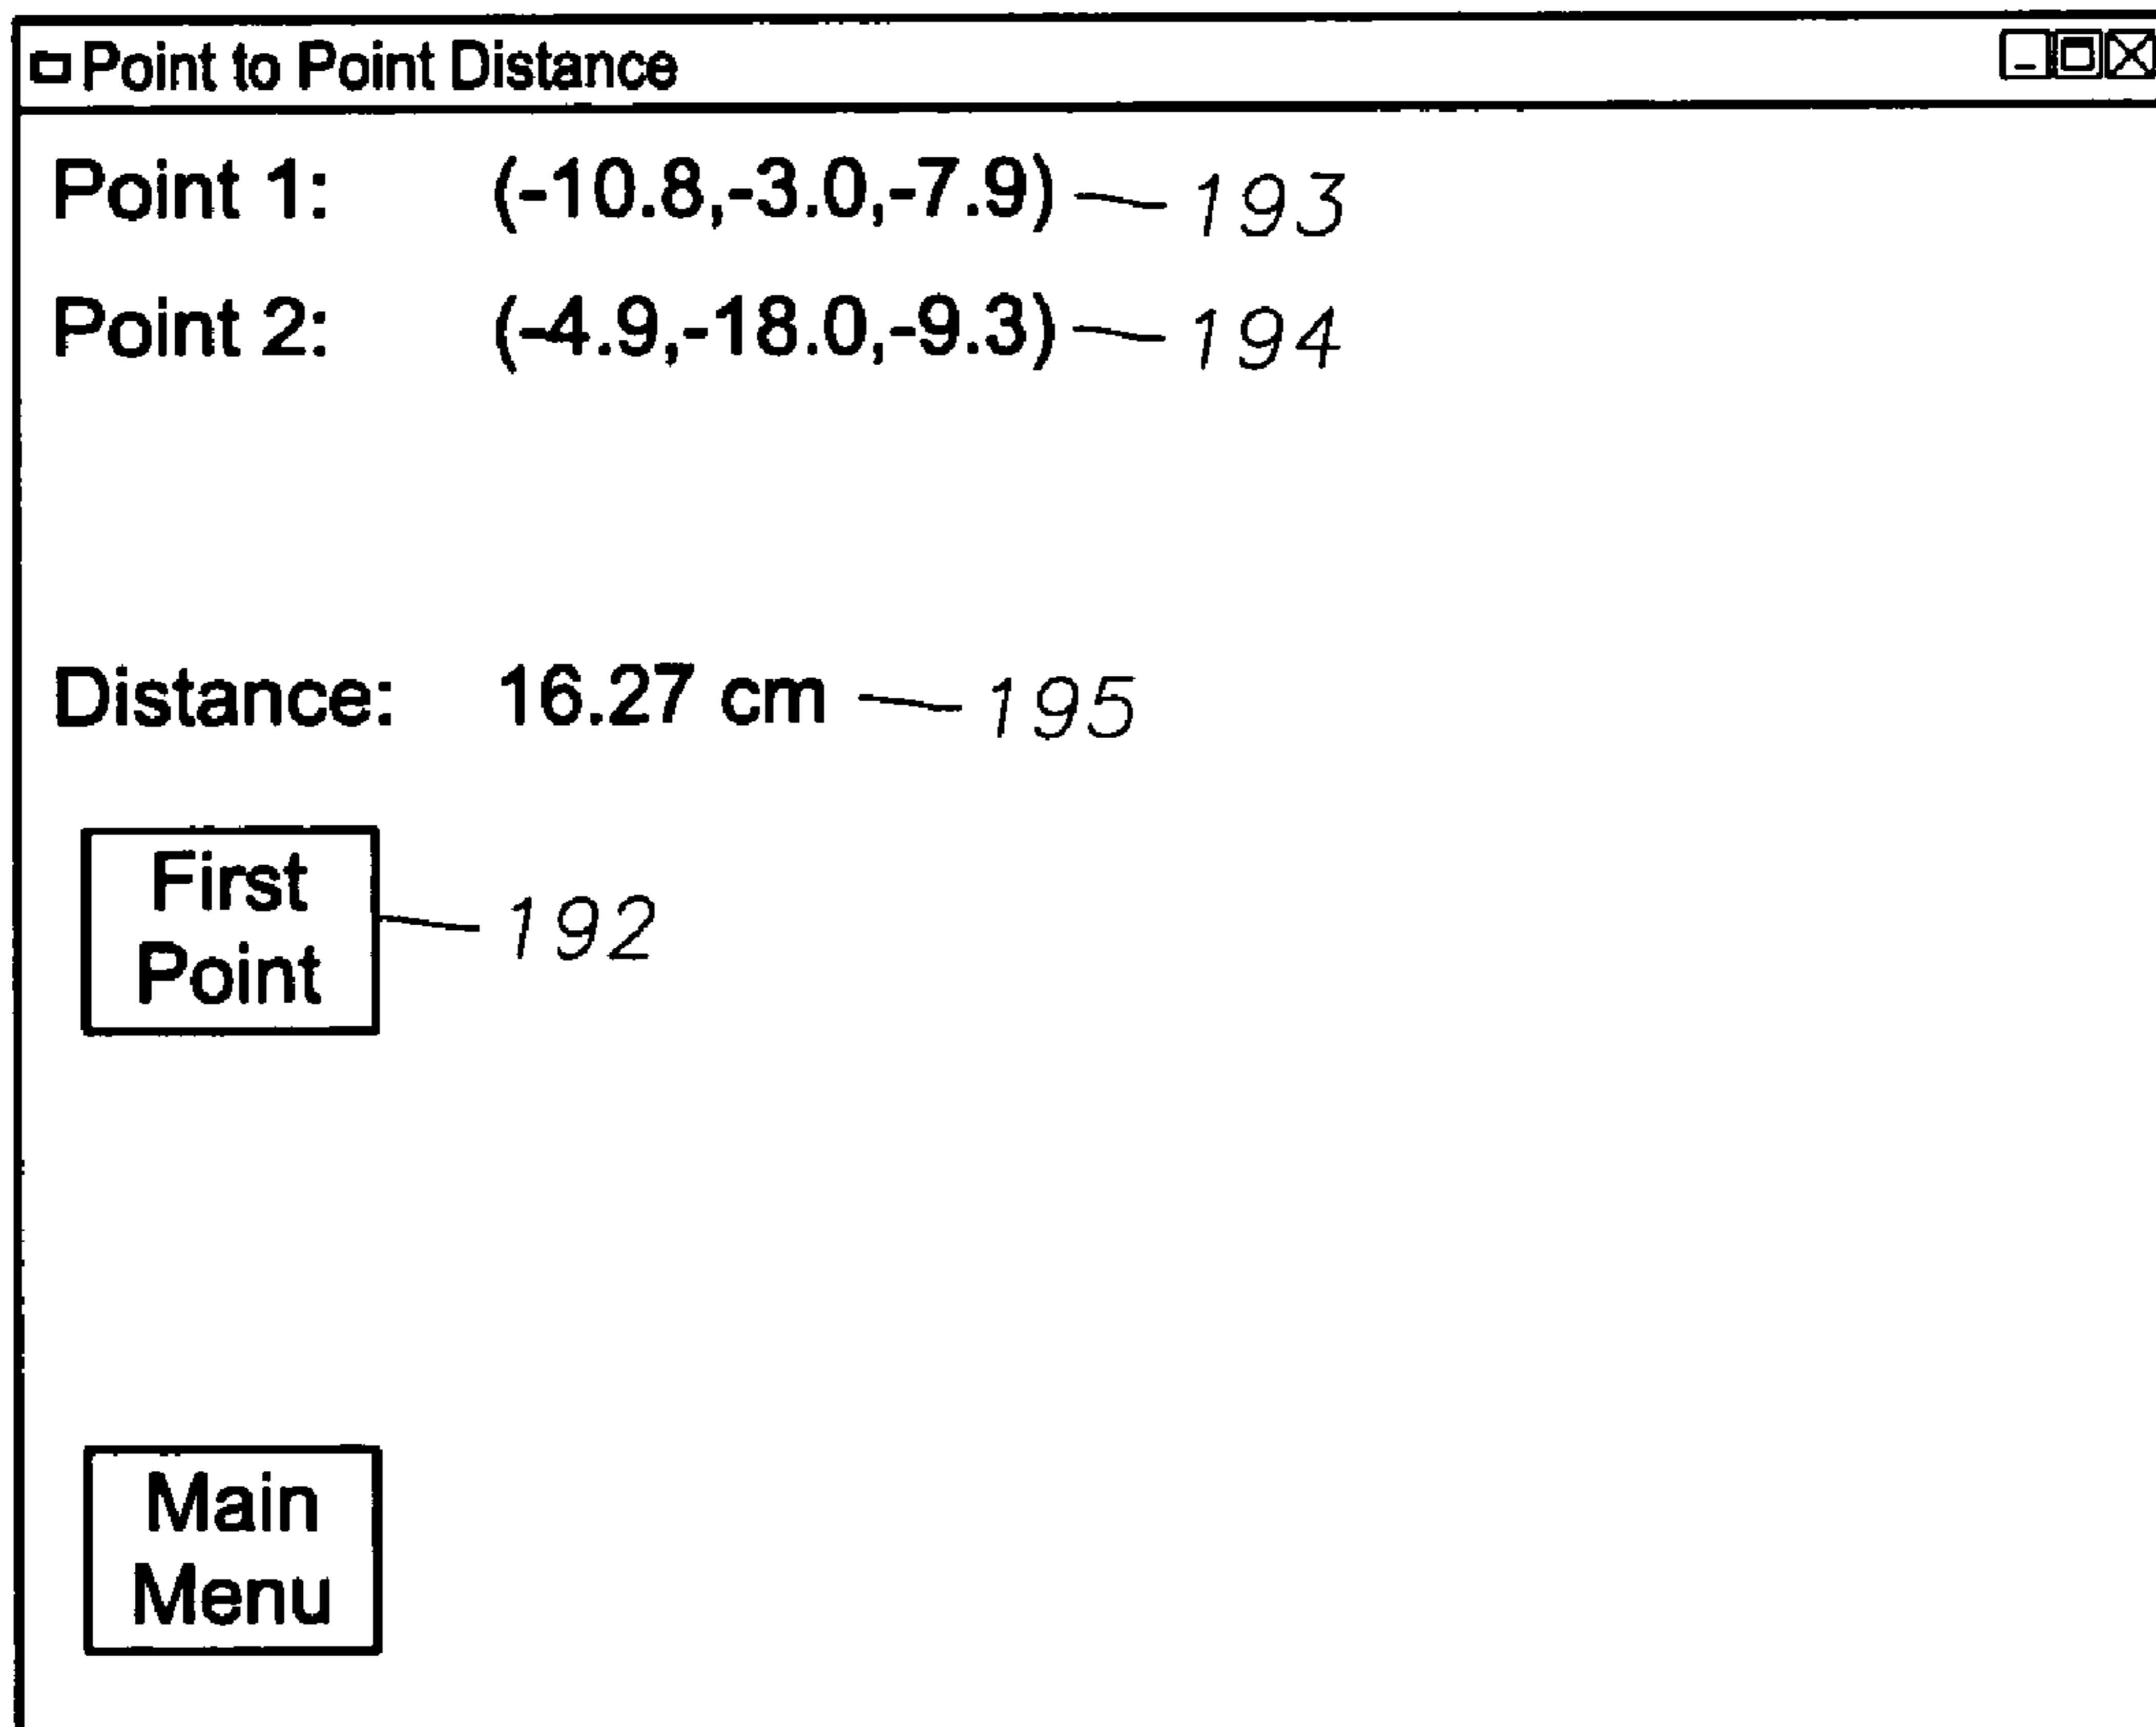 Point to Point Distance
Point 1: (-10.8,-3.0,-7.9) 193
Point 2: (-4.9,-18.0,-9.3) 194
Distance: 16.27 cm 195
First
Point
192
Main
Menu